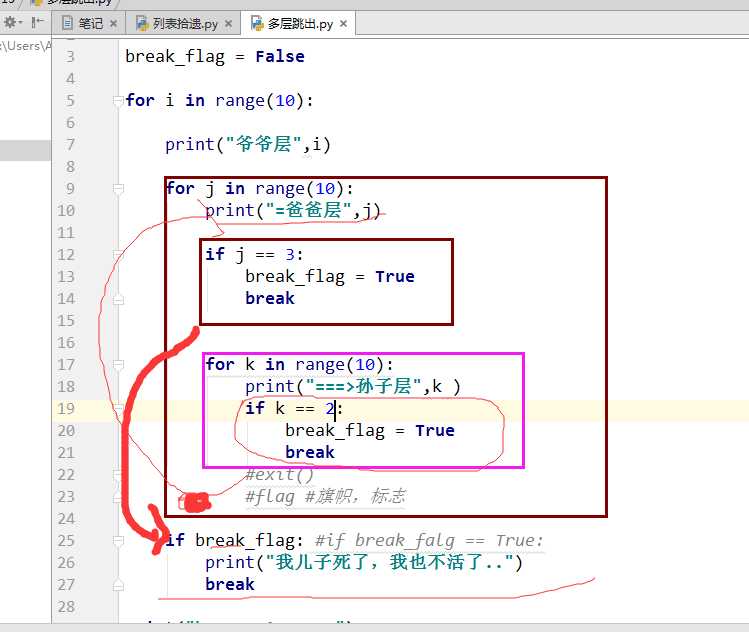 多层跳出.py
笔记 × 列表拾遗.py × 多层跳出.py ×
:\Users\A
3 break_flag = False
4
5 for i in range(10):
6
7 print("爷爷层",i)
8
9 for j in range(10):
10 print("=爸爸层",j)
11
12 if j == 3:
13 break_flag = True
14 break
15
16
17 for k in range(10):
18 print("===>孙子层",k )
19 if k == 2:
20 break_flag = True
21 break
22 #exit()
23 #flag #旗帜，标志
24
25 if break_flag: #if break_falg == True:
26 print("我儿子死了，我也不活了..")
27 break
28